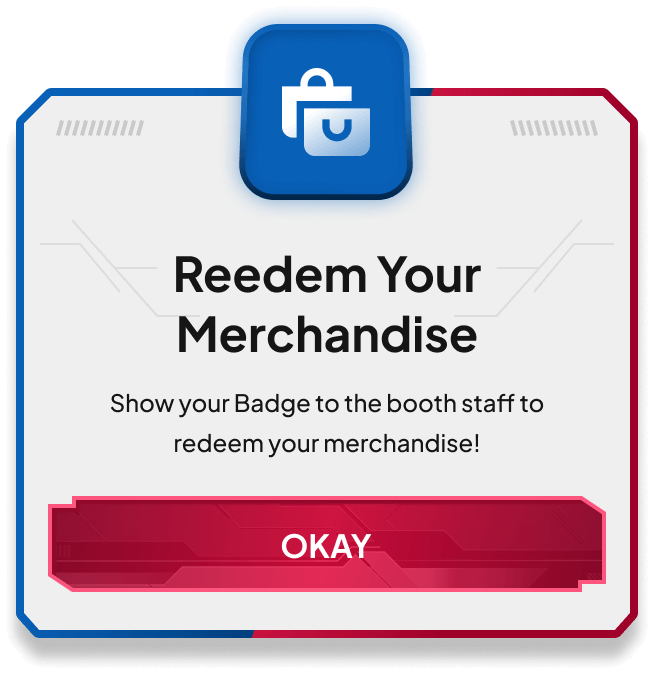 Reedem Your
Merchandise
Show your Badge to the booth staff to
redeem your merchandise!
OKAY